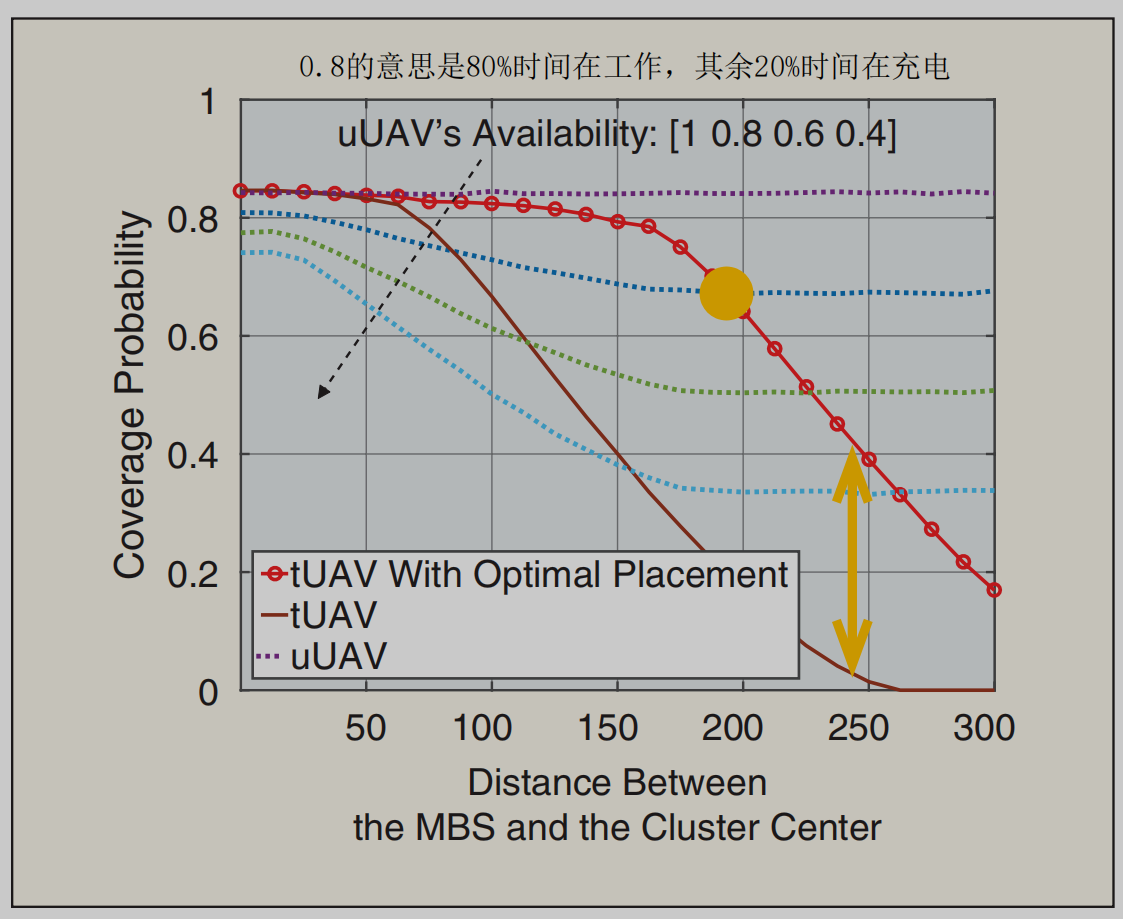 0.8的意思是80%时间在工作，其余20%时间在充电
uUAV’s Availability: [1 0.8 0.6 0.4]
1
0.8
0.6
0.4
0.2
0
Coverage Probability
tUAV With Optimal Placement
tUAV
uUAV
50 100 150 200 250 300
Distance Between
the MBS and the Cluster Center